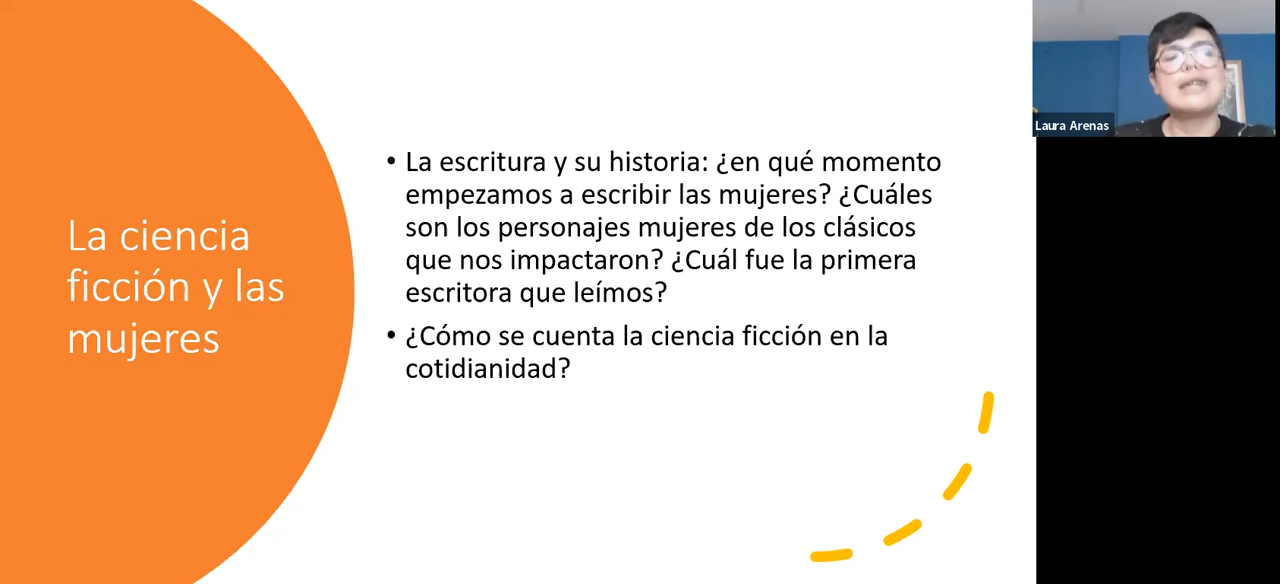 La ciencia
ficción y las
mujeres
• La escritura y su historia: ¿en qué momento
empezamos a escribir las mujeres? ¿Cuáles
son los personajes mujeres de los clásicos
que nos impactaron? ¿Cuál fue la primera
escritora que leímos?
• ¿Cómo se cuenta la ciencia ficción en la
cotidianidad?
Laura Arenas